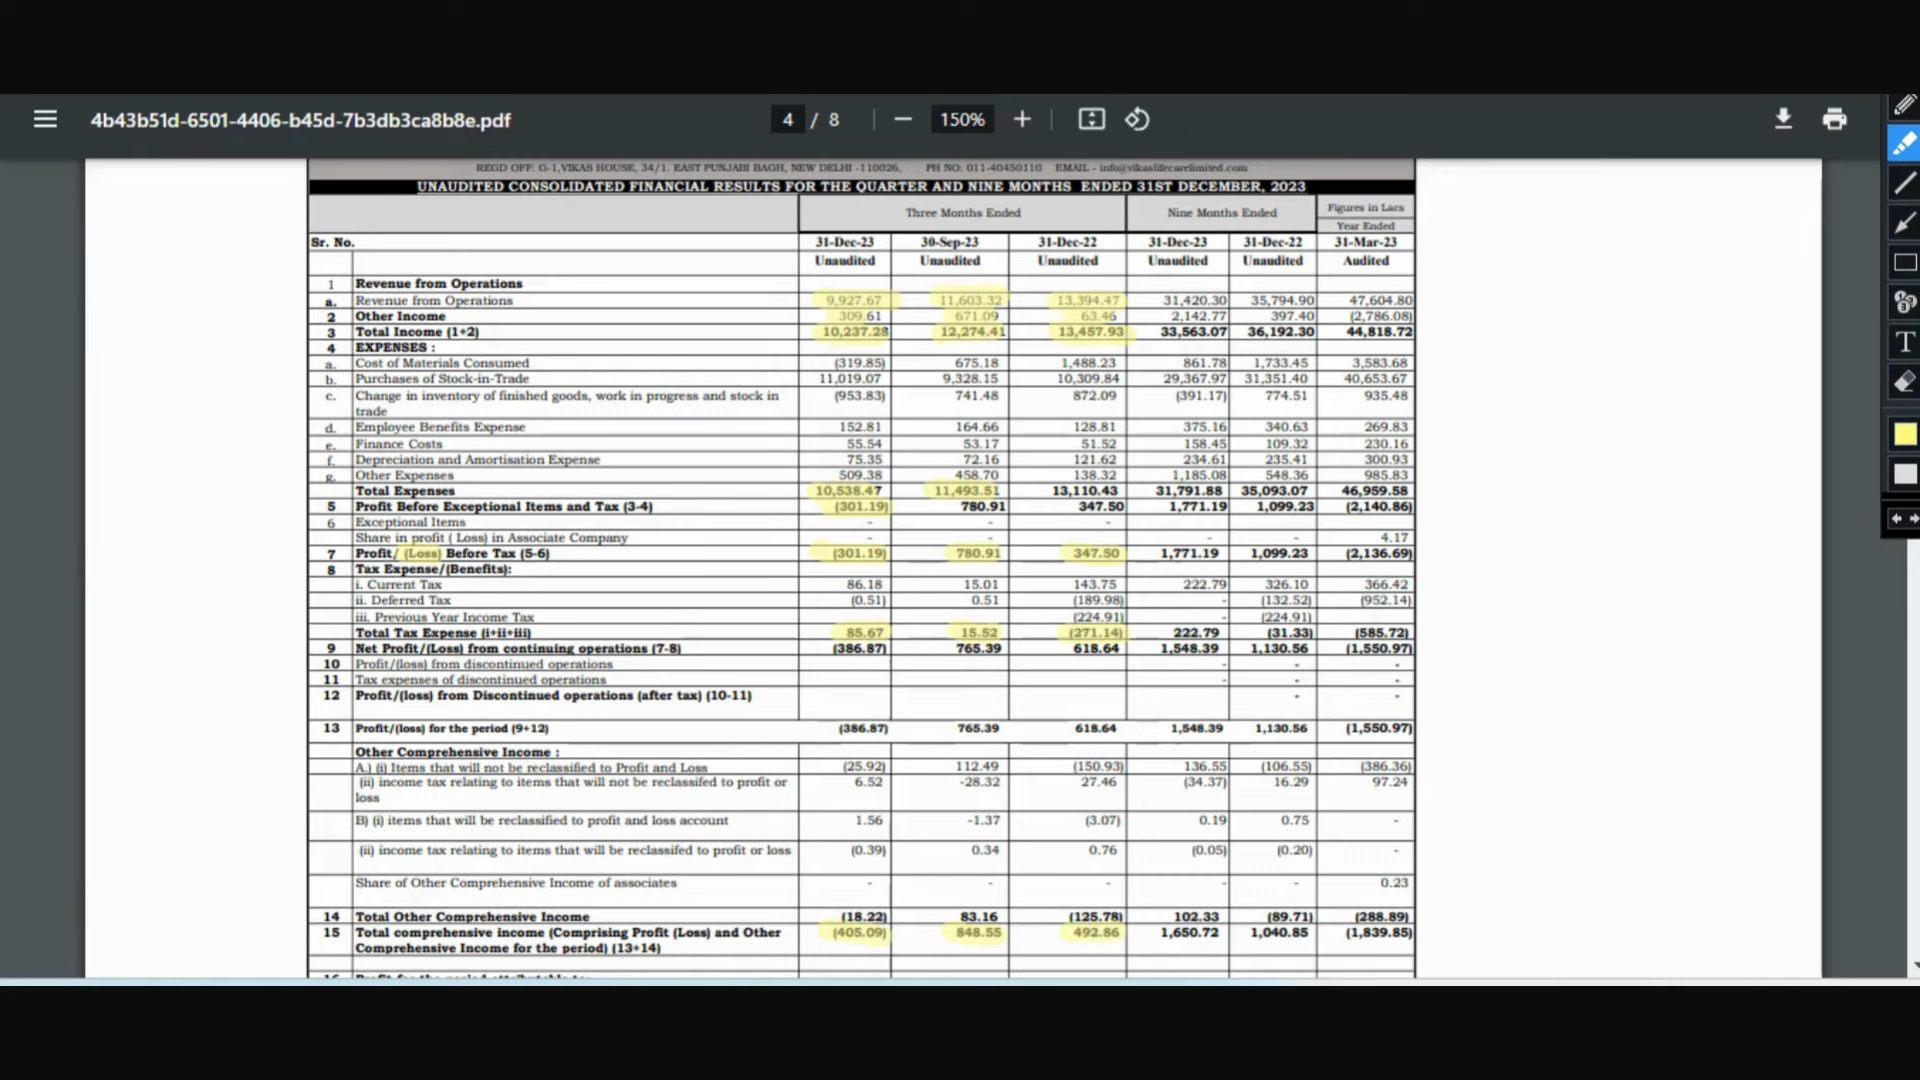 4b43b51d-6501-4406-b45d-7b3db3ca8b8e.pdf 4 / 8 150%
REGD OFF: G-1,VIKAS HOUSE, 34/1. EAST PUNJABI BAGH, NEW DELHI -110026, PH NO: 011-40450110 EMAIL - info@vikaslifecarelimited.com
UNAUDITED CONSOLIDATED FINANCIAL RESULTS FOR THE QUARTER AND NINE MONTHS ENDED 31ST DECEMBER, 2023
Three Months Ended Nine Months Ended Figures in Lacs
Year Ended
Sr. No. 31-Dec-23 30-Sep-23 31-Dec-22 31-Dec-23 31-Dec-22 31-Mar-23
Unaudited Unaudited Unaudited Unaudited Unaudited Audited
1 Revenue from Operations
a. Revenue from Operations 9,927.67 11,603.32 13,394.47 31,420.30 35,794.90 47,604.80
2 Other Income 309.61 671.09 63.46 2,142.77 397.40 (2,786.08)
3 Total Income (1+2) 10,237.28 12,274.41 13,457.93 33,563.07 36,192.30 44,818.72
4 EXPENSES :
a. Cost of Materials Consumed (319.85) 675.18 1,488.23 861.78 1,733.45 3,583.68
b. Purchases of Stock-in-Trade 11,019.07 9,328.15 10,309.84 29,367.97 31,351.40 40,653.67
c. Change in inventory of finished goods, work in progress and stock in (953.83) 741.48 872.09 (391.17) 774.51 935.48
trade
d. Employee Benefits Expense 152.81 164.66 128.81 375.16 340.63 269.83
e. Finance Costs 55.54 53.17 51.52 158.45 109.32 230.16
f. Depreciation and Amortisation Expense 75.35 72.16 121.62 234.61 235.41 300.93
g. Other Expenses 509.38 458.70 138.32 1,185.08 548.36 985.83
Total Expenses 10,538.47 11,493.51 13,110.43 31,791.88 35,093.07 46,959.58
5 Profit Before Exceptional Items and Tax (3-4) (301.19) 780.91 347.50 1,771.19 1,099.23 (2,140.86)
6 Exceptional Items - - -
Share in profit ( Loss) in Associate Company - - - - - 4.17
7 Profit/ (Loss) Before Tax (5-6) (301.19) 780.91 347.50 1,771.19 1,099.23 (2,136.69)
8 Tax Expense/(Benefits):
i. Current Tax 86.18 15.01 143.75 222.79 326.10 366.42
ii. Deferred Tax (0.51) 0.51 (189.98) - (132.52) (952.14)
iii. Previous Year Income Tax (224.91) - (224.91)
Total Tax Expense (i+ii+iii) 85.67 15.52 (271.14) 222.79 (31.33) (585.72)
9 Net Profit/(Loss) from continuing operations (7-8) (386.87) 765.39 618.64 1,548.39 1,130.56 (1,550.97)
10 Profit/(loss) from discontinued operations - - -
11 Tax expenses of discontinued operations - - -
12 Profit/(loss) from Discontinued operations (after tax) (10-11) - -
13 Profit/(loss) for the period (9+12) (386.87) 765.39 618.64 1,548.39 1,130.56 (1,550.97)
Other Comprehensive Income :
A.) (i) Items that will not be reclassified to Profit and Loss (25.92) 112.49 (150.93) 136.55 (106.55) (386.36)
(ii) income tax relating to items that will not be reclassifed to profit or 6.52 -28.32 27.46 (34.37) 16.29 97.24
loss
B) (i) items that will be reclassified to profit and loss account 1.56 -1.37 (3.07) 0.19 0.75 -
(ii) income tax relating to items that will be reclassifed to profit or loss (0.39) 0.34 0.76 (0.05) (0.20) -
Share of Other Comprehensive Income of associates - - - - - 0.23
14 Total Other Comprehensive Income (18.22) 83.16 (125.78) 102.33 (89.71) (288.89)
15 Total comprehensive income (Comprising Profit (Loss) and Other (405.09) 848.55 492.86 1,650.72 1,040.85 (1,839.85)
Comprehensive Income for the period) (13+14)